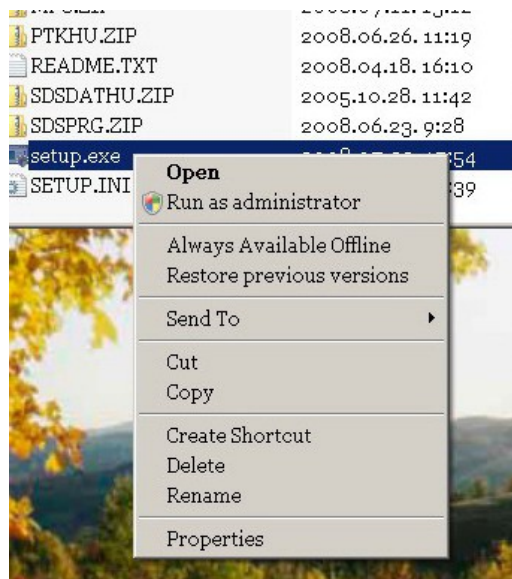 PTKHU.ZIP 2008.06.26. 11:19
README.TXT 2008.04.18. 16:10
SDSDATHU.ZIP 2005.10.28. 11:42
SDSPRG.ZIP 2008.06.23. 9:28
setup.exe :54
SETUP.INI :39
Open
Run as administrator
Always Available Offline
Restore previous versions
Send To
Cut
Copy
Create Shortcut
Delete
Rename
Properties